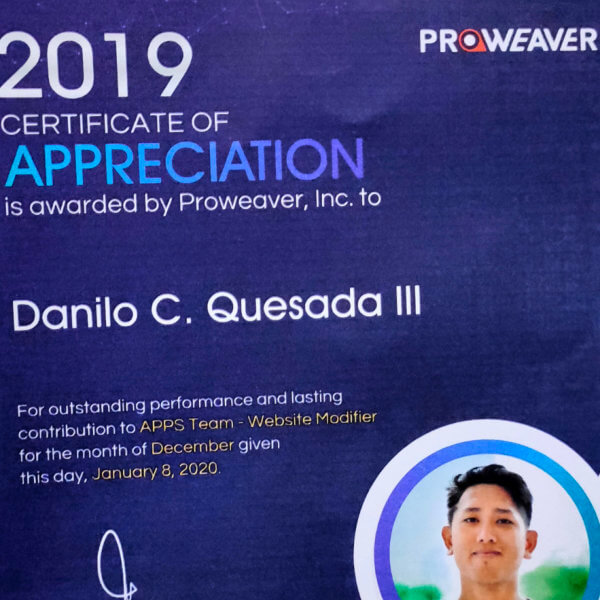 2019
PROWEAVER
CERTIFICATE OF
APPRECIATION
is awarded by Proweaver, Inc. to
Danilo C. Quesada III
For outstanding performance and lasting
contribution to APPS Team - Website Modifier
for the month of December given
this day, January 8, 2020.